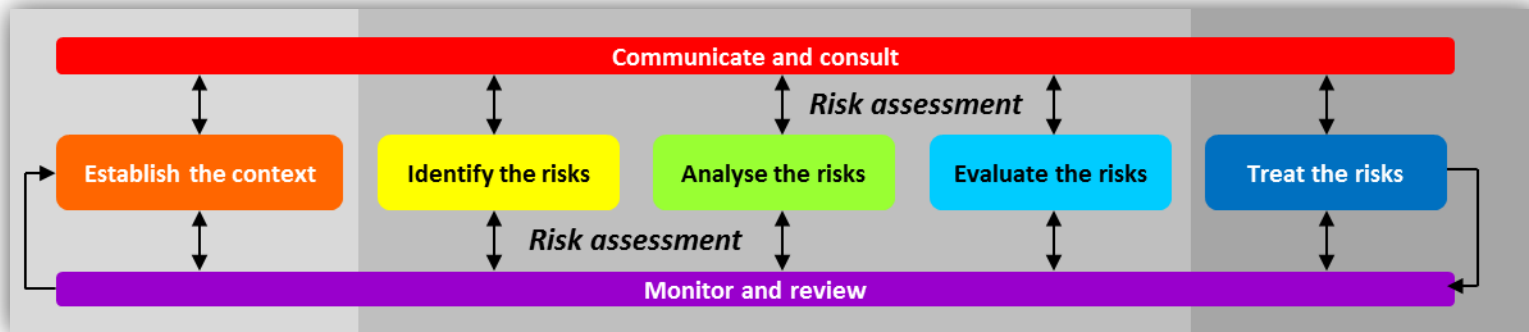 Communicate and consult
Risk assessment
Establish the context
Identify the risks
Analyse the risks
Evaluate the risks
Treat the risks
Risk assessment
Monitor and review